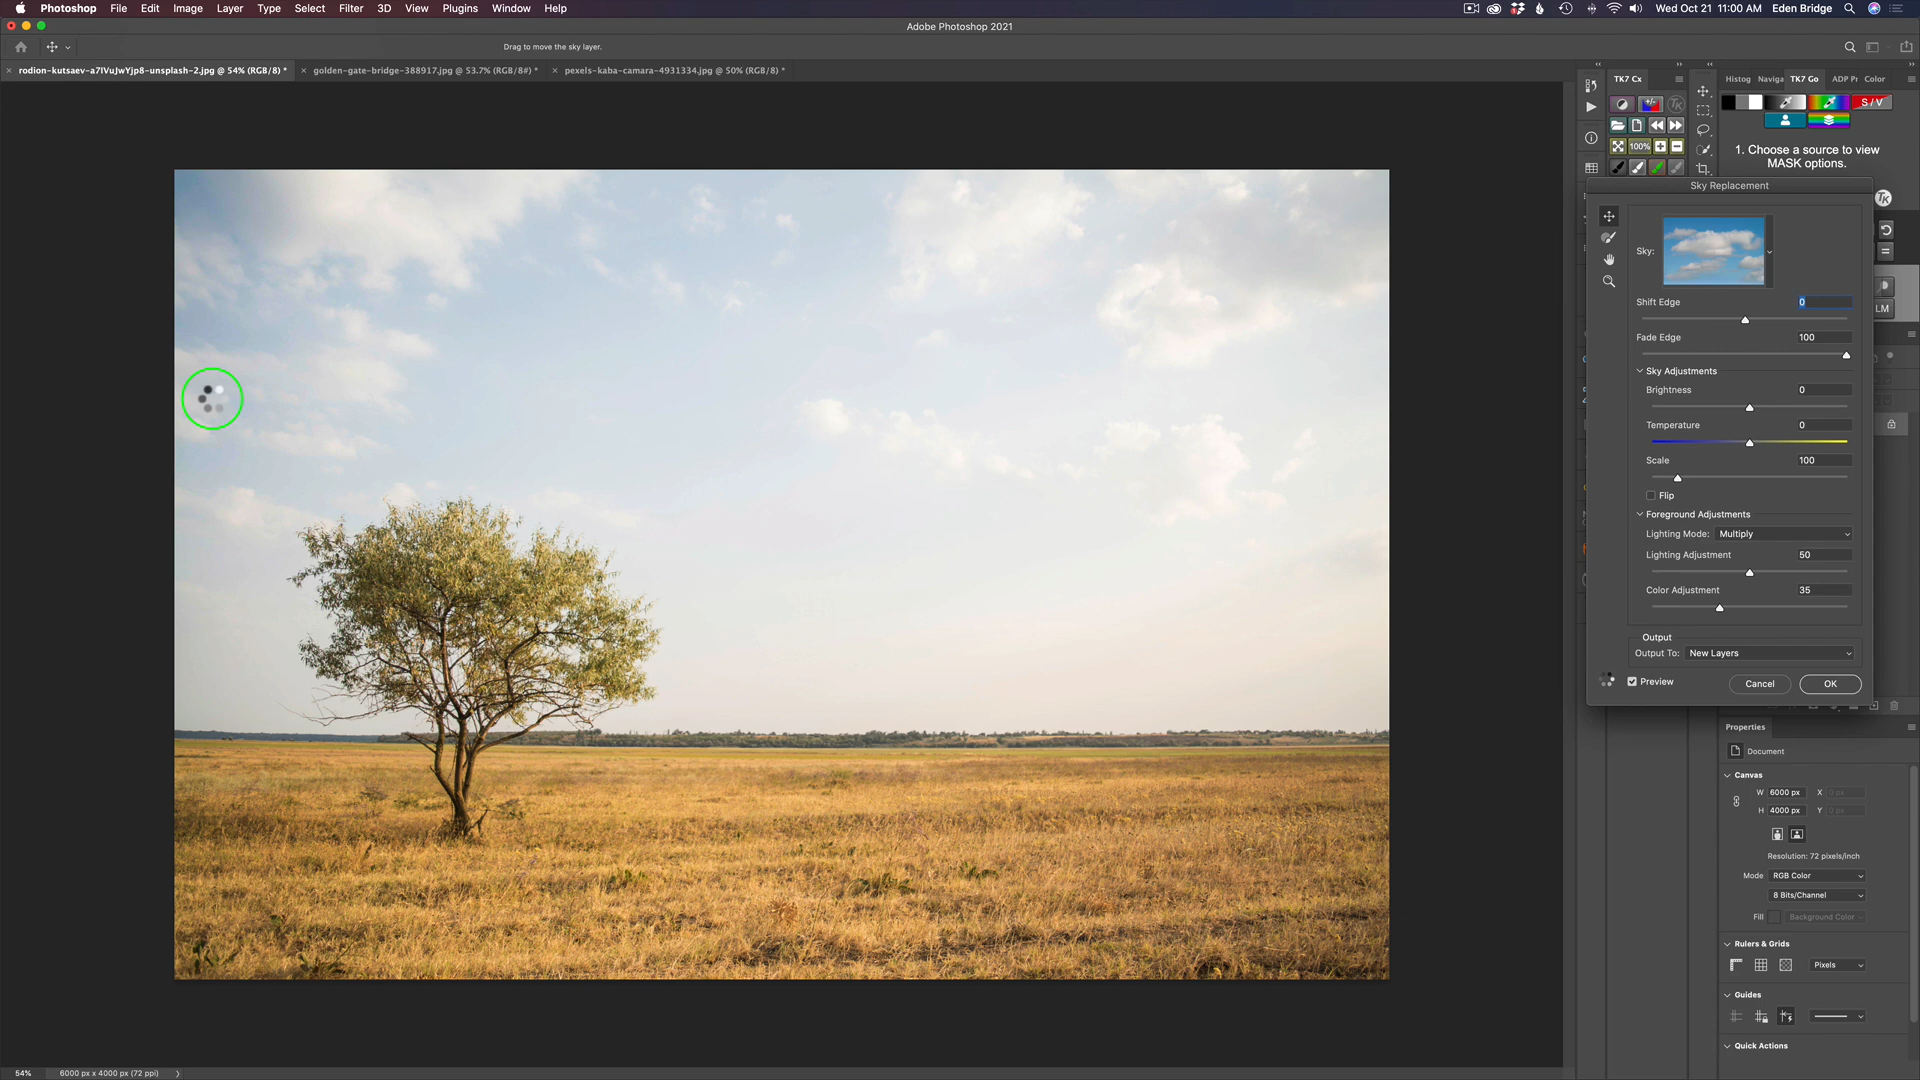 Photoshop File Edit Image Layer Type Select Filter 3D View Plugins Window Help Wed Oct 21 11:00 AM Eden Bridge
Adobe Photoshop 2021
Drag to move the sky layer.
rodion-kutsaev-a7IVuJwYjp8-unsplash-2.jpg @ 54% (RGB/8) * golden-gate-bridge-388917.jpg @ 53.7% (RGB/8#) * pexels-kaba-camara-4931334.jpg @ 50% (RGB/8) *
TK7 Cx Histog Naviga TK7 Go ADP Pr Color
S / V
TK
100%
1. Choose a source to view
MASK options.
Sky Replacement
TK
Sky:
Shift Edge 0
LM
Fade Edge 100
Sky Adjustments
Brightness 0
Temperature 0
Scale 100
Flip
Foreground Adjustments
Lighting Mode: Multiply
Lighting Adjustment 50
Color Adjustment 35
Output
Output To: New Layers
Preview Cancel OK
Properties
Document
Canvas
W 6000 px X 0 px
H 4000 px Y 0 px
Resolution: 72 pixels/inch
Mode RGB Color
8 Bits/Channel
Fill Background Color
Rulers & Grids
Pixels
Guides
Quick Actions
54% 6000 px x 4000 px (72 ppi)